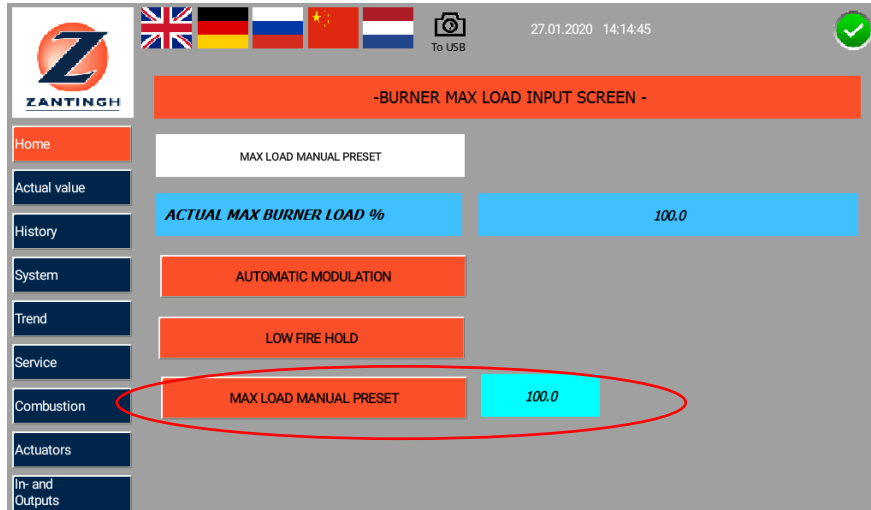 To USB
27.01.2020 14:14:45
ZANTINGH
-BURNER MAX LOAD INPUT SCREEN -
Home
Actual value
History
System
Trend
Service
Combustion
Actuators
In- and
Outputs
MAX LOAD MANUAL PRESET
ACTUAL MAX BURNER LOAD % 100.0
AUTOMATIC MODULATION
LOW FIRE HOLD
MAX LOAD MANUAL PRESET 100.0